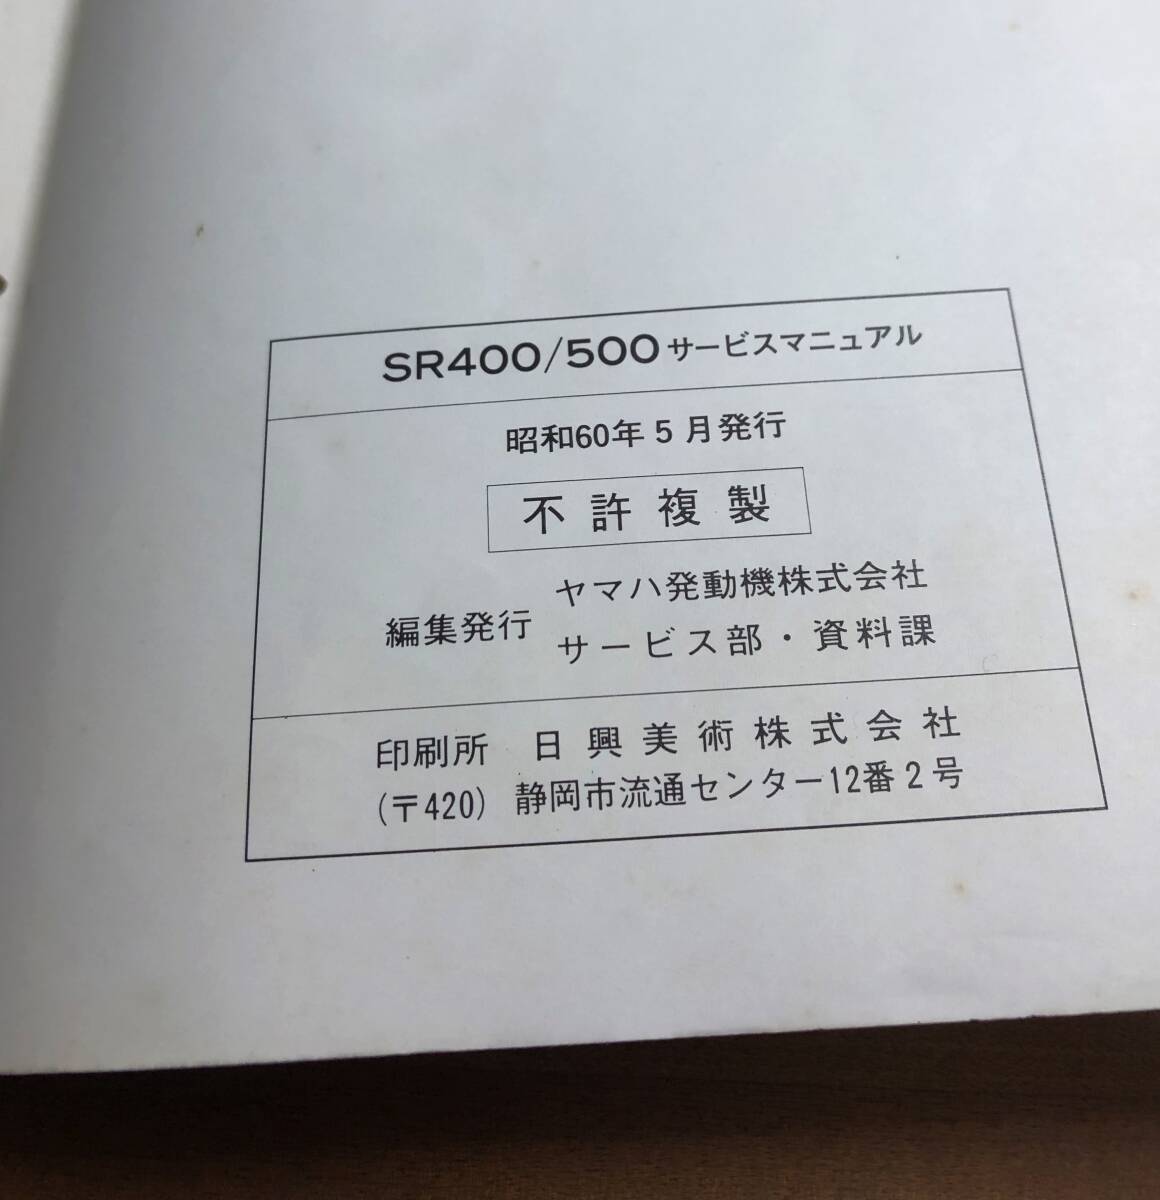 SR400/500サービスマニュアル
昭和60年5月発行
不許複製
編集発行 ヤマハ発動機株式会社
サービス部・資料課
印刷所 日興美術株式会社
(〒420) 静岡市流通センター12番2号